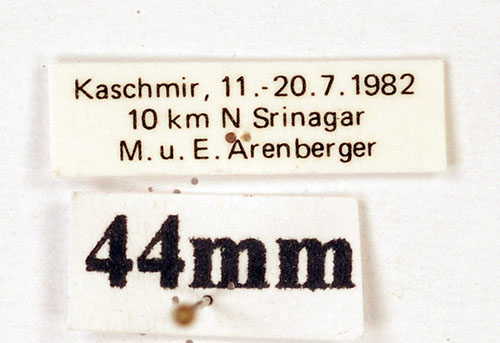 Kaschmir, 11.-20.7.1982
10 km N Srinagar
M. u. E. Arenberger
44mm